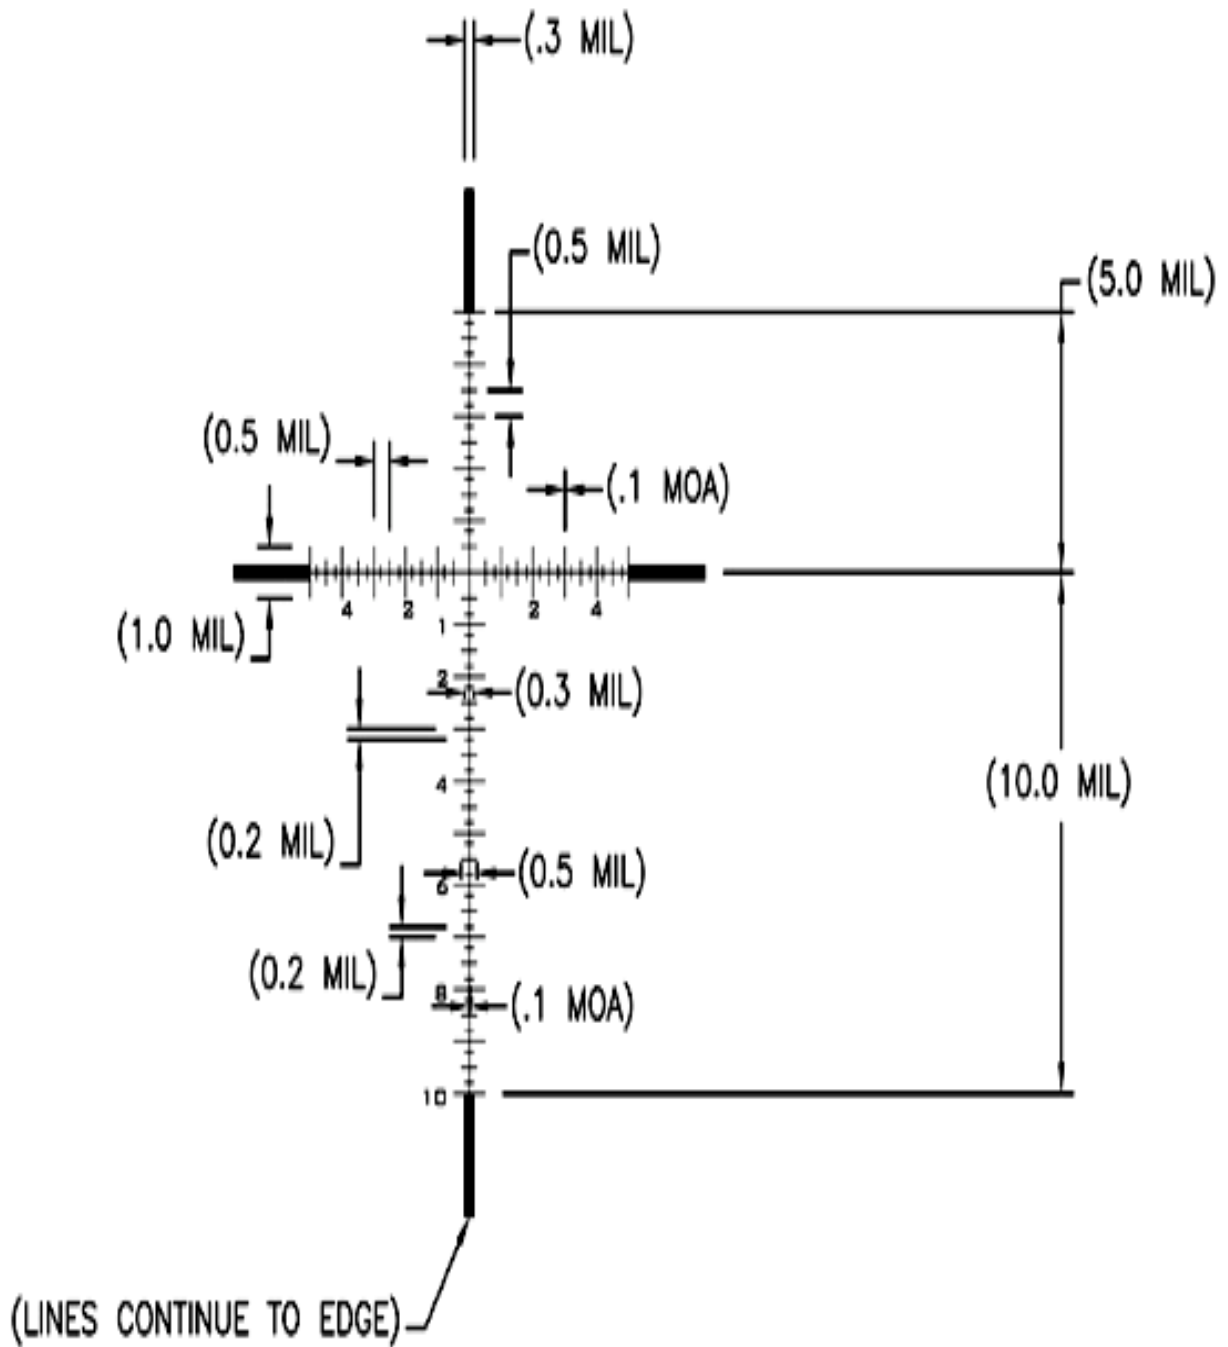 (.3 MIL)
(0.5 MIL)
(5.0 MIL)
(0.5 MIL)
(.1 MOA)
4 2 2 4
(1.0 MIL)
1
2
(0.3 MIL)
4
(10.0 MIL)
(0.2 MIL)
6
(0.5 MIL)
(0.2 MIL)
8
(.1 MOA)
10
(LINES CONTINUE TO EDGE)